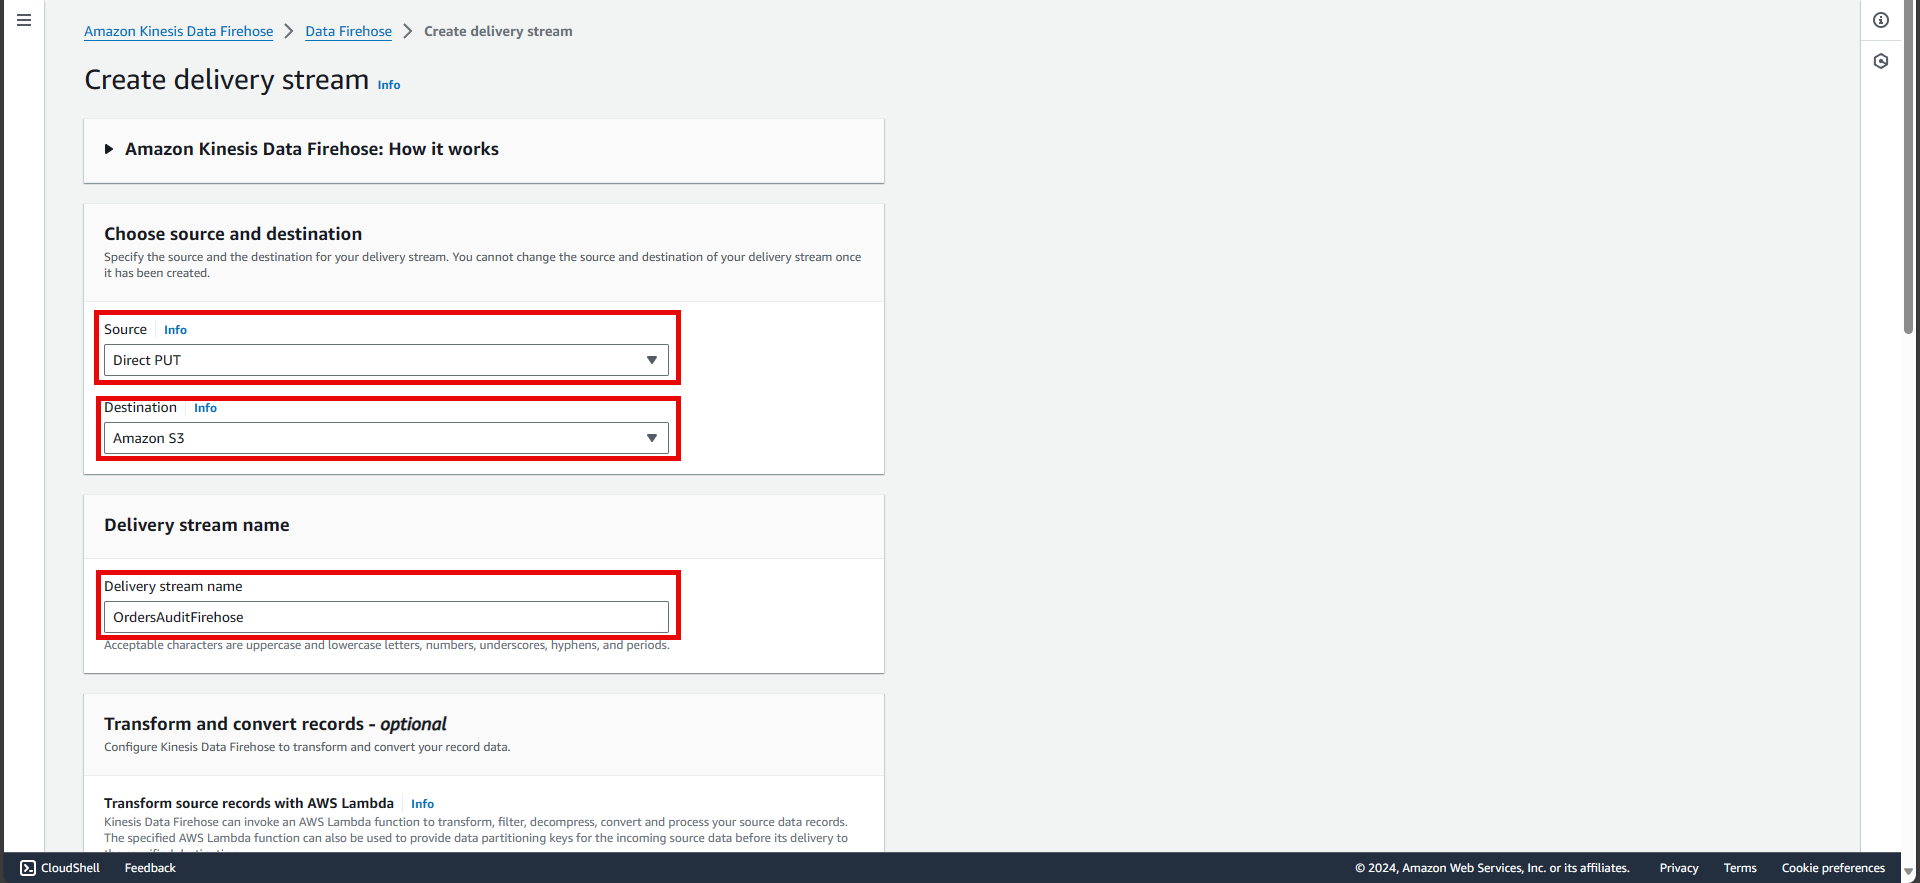 Amazon Kinesis Data Firehose > Data Firehose > Create delivery stream
Create delivery stream Info
Amazon Kinesis Data Firehose: How it works
Choose source and destination
Specify the source and the destination for your delivery stream. You cannot change the source and destination of your delivery stream once
it has been created.
Source Info
Direct PUT
Destination Info
Amazon S3
Delivery stream name
Delivery stream name
OrdersAuditFirehose
Acceptable characters are uppercase and lowercase letters, numbers, underscores, hyphens, and periods.
Transform and convert records - optional
Configure Kinesis Data Firehose to transform and convert your record data.
Transform source records with AWS Lambda Info
Kinesis Data Firehose can invoke an AWS Lambda function to transform, filter, decompress, convert and process your source data records.
The specified AWS Lambda function can also be used to provide data partitioning keys for the incoming source data before its delivery to
CloudShell Feedback © 2024, Amazon Web Services, Inc. or its affiliates. Privacy Terms Cookie preferences